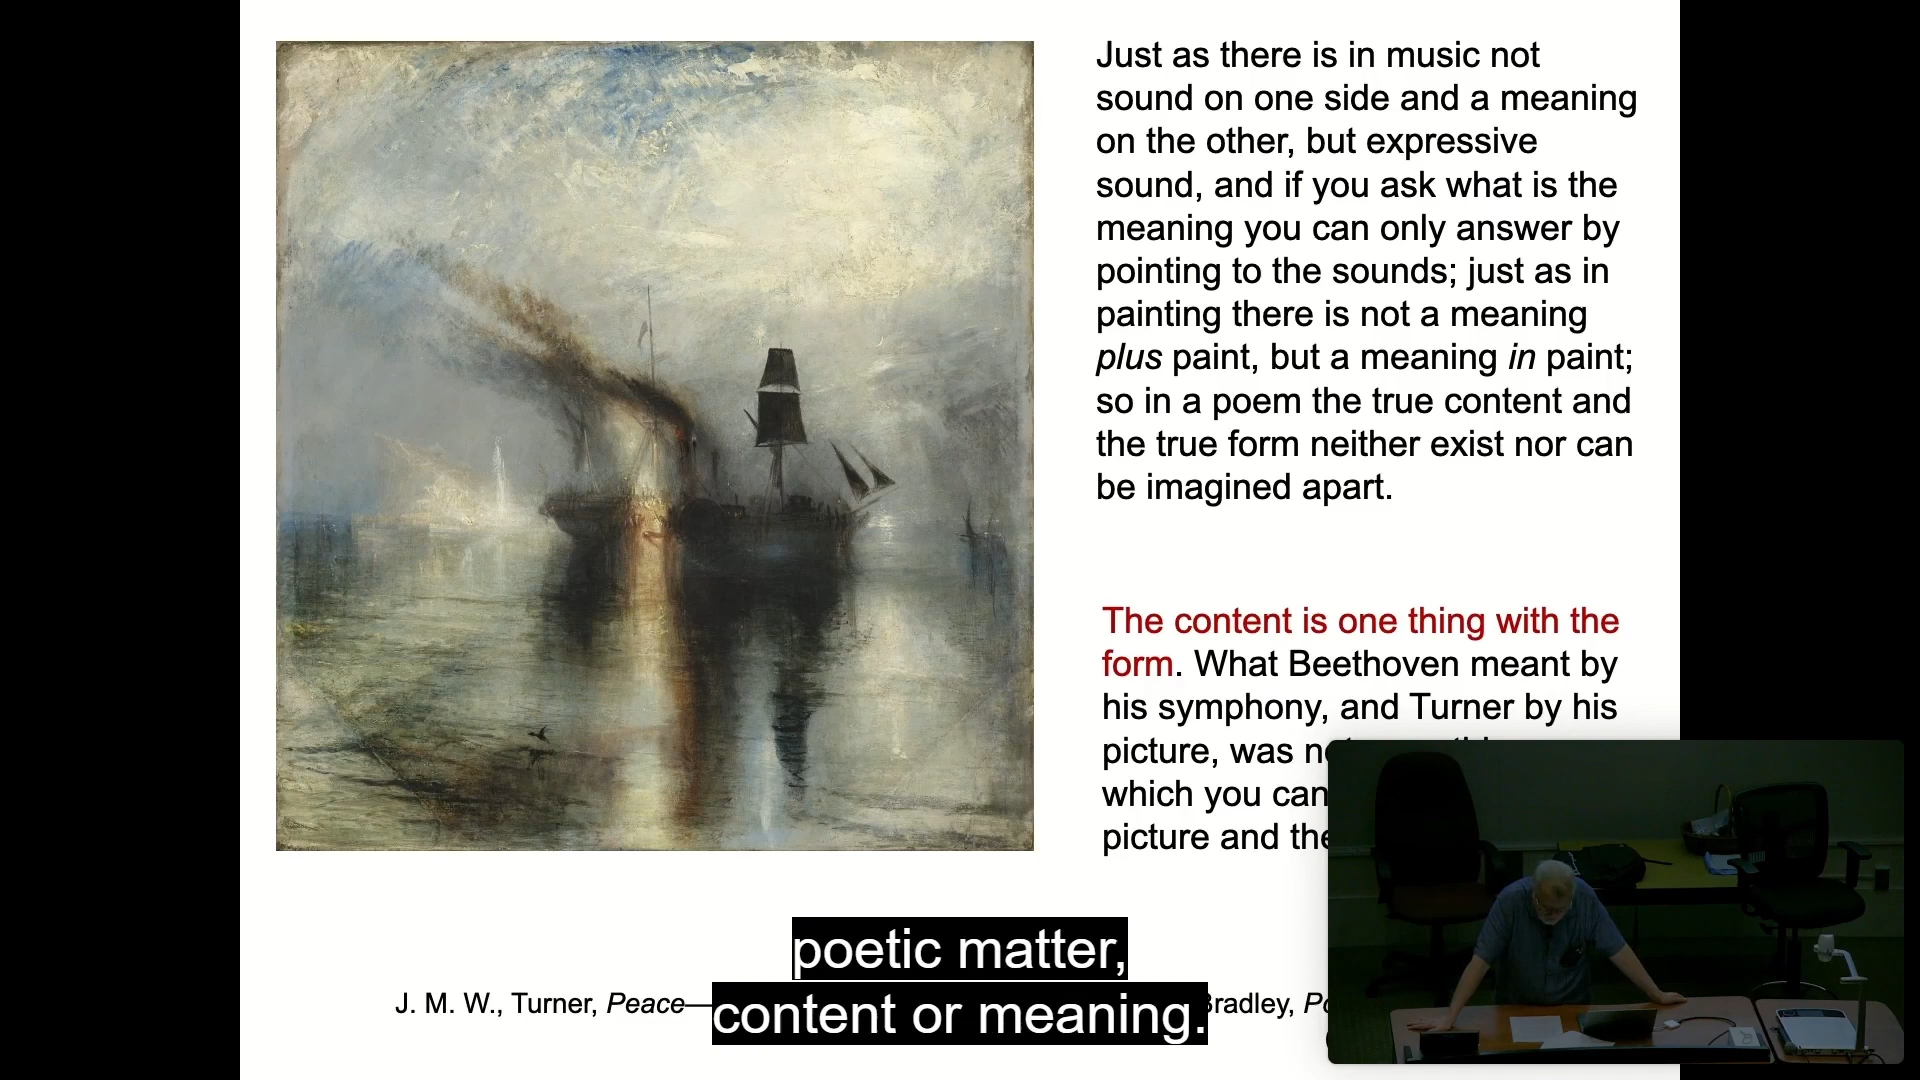 Just as there is in music not
sound on one side and a meaning
on the other, but expressive
sound, and if you ask what is the
meaning you can only answer by
pointing to the sounds; just as in
painting there is not a meaning
plus paint, but a meaning in paint;
so in a poem the true content and
the true form neither exist nor can
be imagined apart.
The content is one thing with the
form. What Beethoven meant by
his symphony, and Turner by his
picture, was
which you can
picture and the
poetic matter,
J. M. W., Turner, Peace— Bradley,
content or meaning.